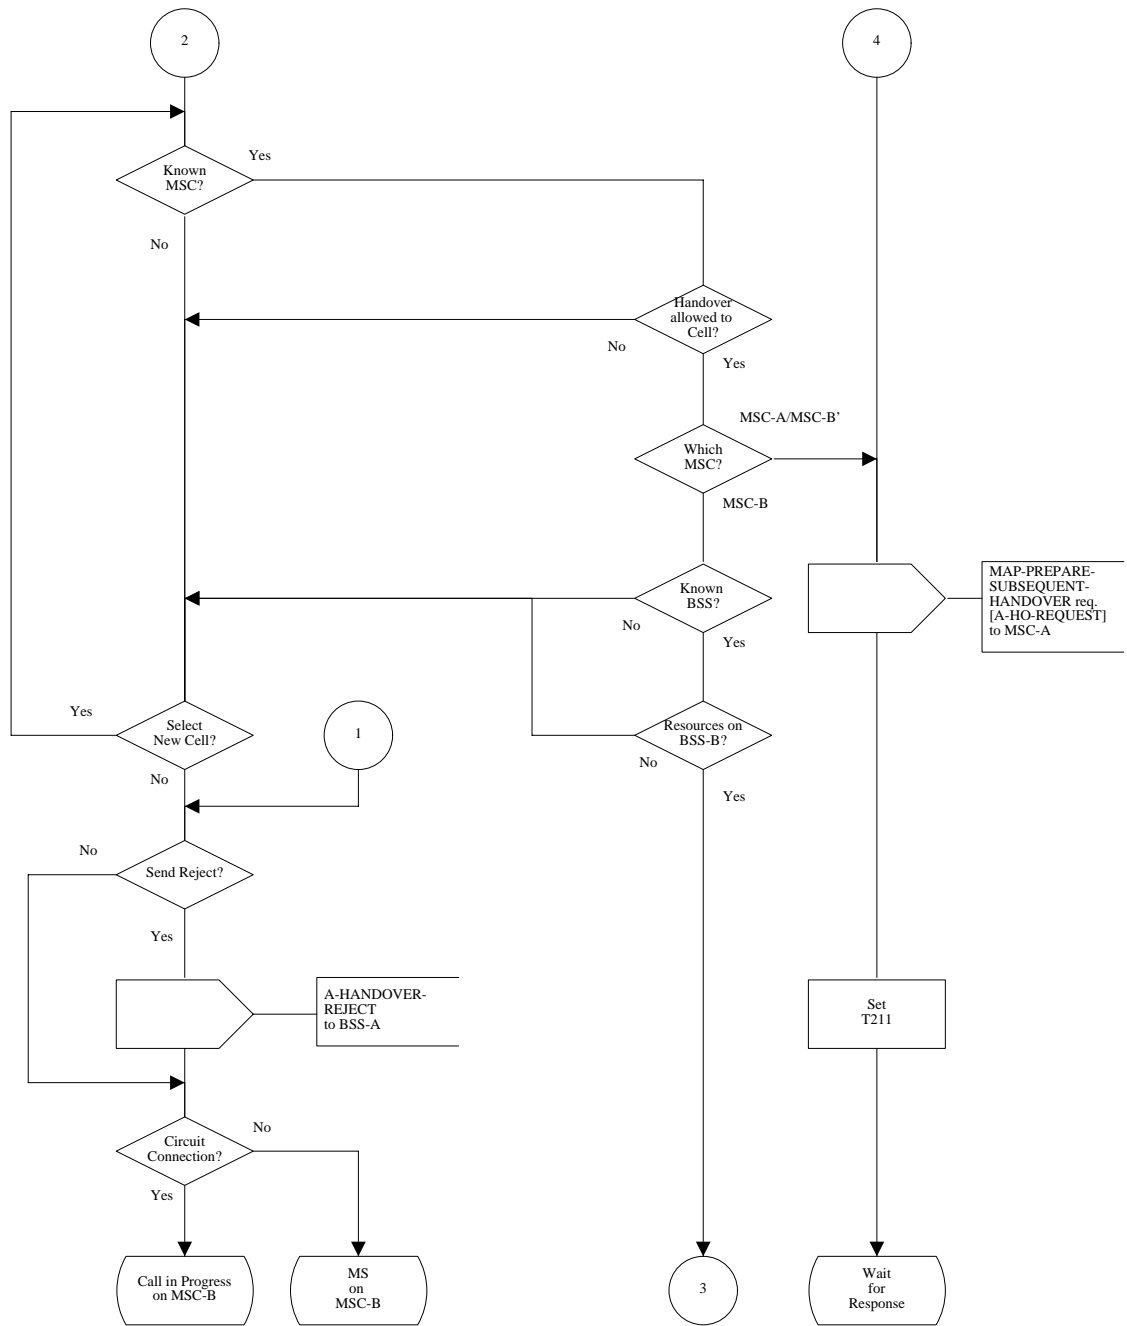 2
4
Yes
Known
MSC?
No
Handover
allowed to
Cell?
No
Yes
MSC-A/MSC-B’
Which
MSC?
MSC-B
Known
BSS?
No
Yes
MAP-PREPARE-
SUBSEQUENT-
HANDOVER req.
[A-HO-REQUEST]
to MSC-A
Yes
Select
New Cell?
No
1
Resources on
BSS-B?
No
Yes
No
Send Reject?
Yes
A-HANDOVER-
REJECT
to BSS-A
Set
T211
Circuit
Connection?
No
Yes
Call in Progress
on MSC-B
MS
on
MSC-B
3
Wait
for
Response